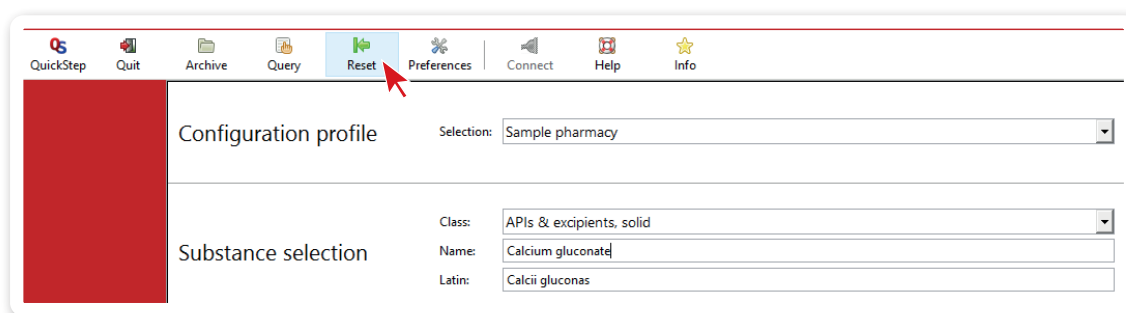 QS
QuickStep Quit Archive Query Reset Preferences Connect Help Info
Configuration profile Selection: Sample pharmacy
Class: APIs & excipients, solid
Substance selection Name: Calcium gluconate
Latin: Calcii gluconas